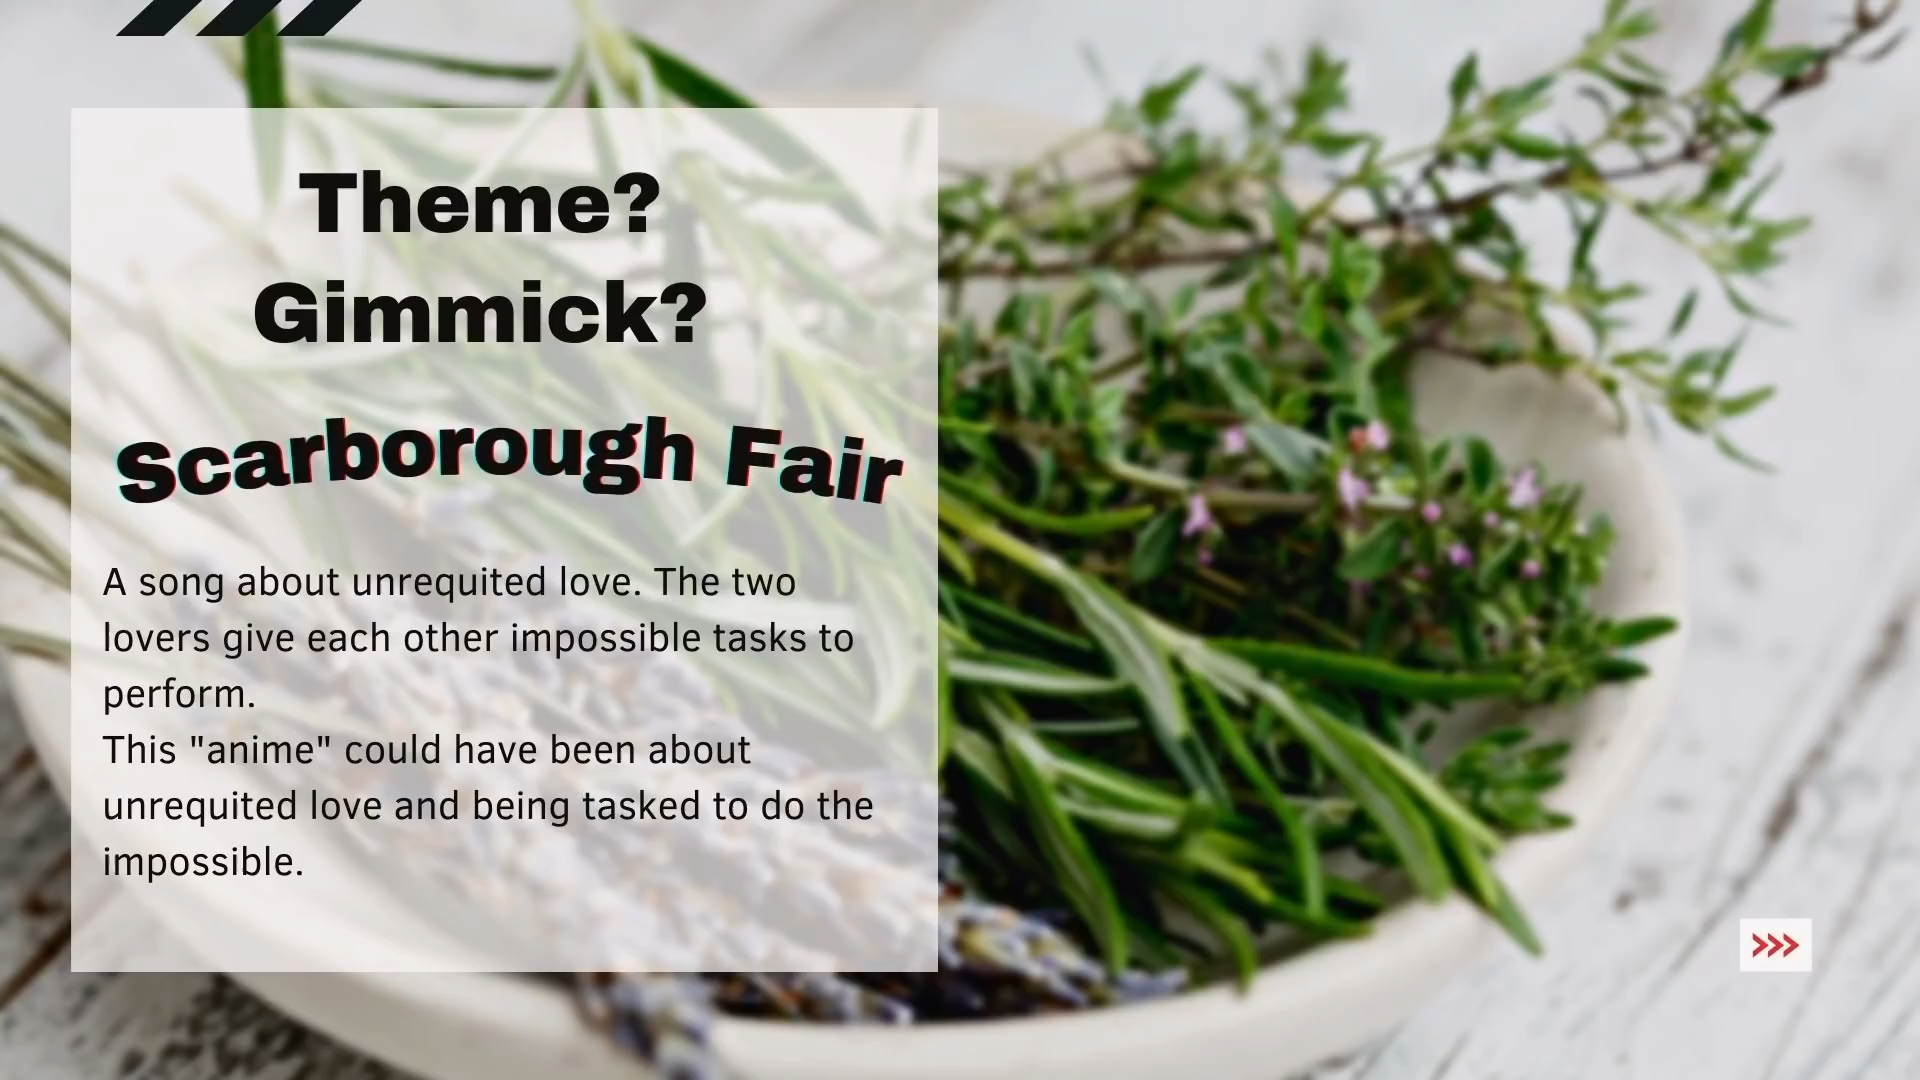 Theme?
Gimmick?
Scarborough Fair
A song about unrequited love. The two
lovers give each other impossible tasks to
perform.
This "anime" could have been about
unrequited love and being tasked to do the
impossible.